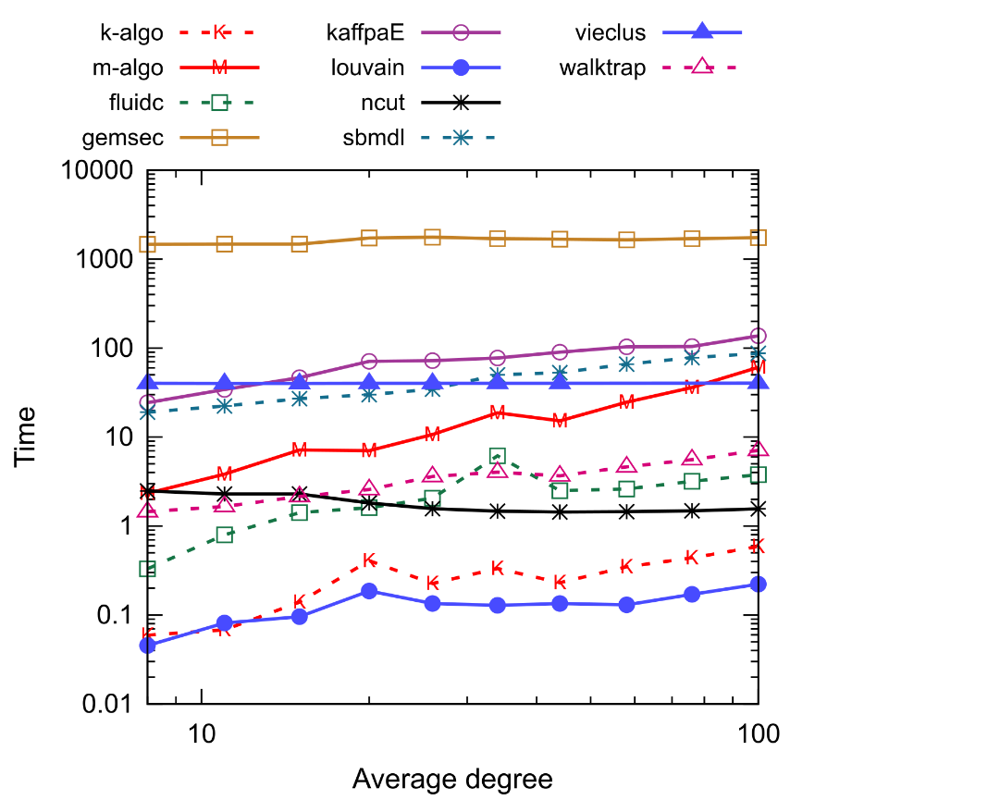 k-algo kaffpaE vieclus
m-algo louvain walktrap
fluidc ncut
gemsec sbmdl
10000
1000
100
10
1
0.1
0.01
Time
10 100
Average degree